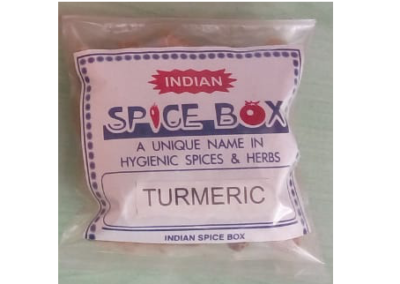 INDIAN
SPICE BOX
A UNIQUE NAME IN
HYGIENIC SPICES & HERBS
TURMERIC
INDIAN SPICE BOX